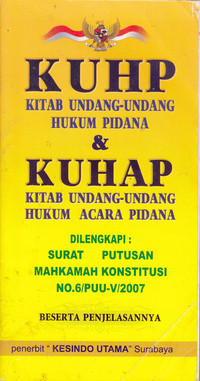 KUHP
KITAB UNDANG-UNDANG
HUKUM PIDANA
&
KUHAP
KITAB UNDANG-UNDANG
HUKUM ACARA PIDANA
DILENGKAPI :
SURAT PUTUSAN
MAHKAMAH KONSTITUSI
NO.6/PUU-V/2007
BESERTA PENJELASANNYA
penerbit " KESINDO UTAMA" Surabaya